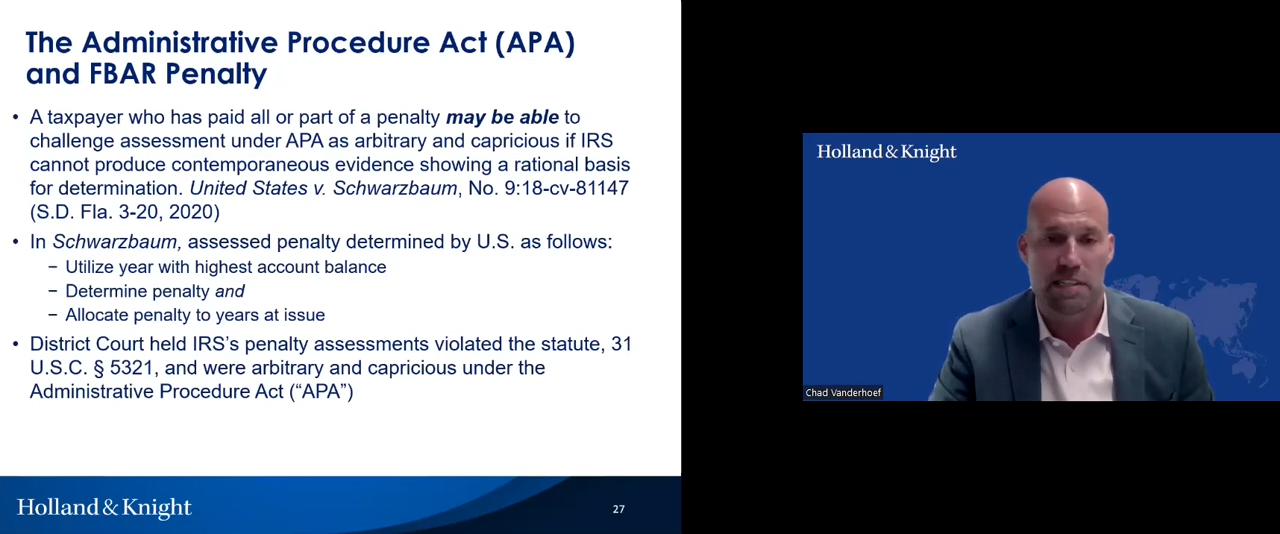 The Administrative Procedure Act (APA)
and FBAR Penalty
• A taxpayer who has paid all or part of a penalty may be able to
challenge assessment under APA as arbitrary and capricious if IRS
cannot produce contemporaneous evidence showing a rational basis
for determination. United States v. Schwarzbaum, No. 9:18-cv-81147
(S.D. Fla. 3-20, 2020)
• In Schwarzbaum, assessed penalty determined by U.S. as follows:
− Utilize year with highest account balance
− Determine penalty and
− Allocate penalty to years at issue
• District Court held IRS’s penalty assessments violated the statute, 31
U.S.C. § 5321, and were arbitrary and capricious under the
Administrative Procedure Act (“APA”)
Holland & Knight
27
Holland & Knight
Chad Vanderhoef